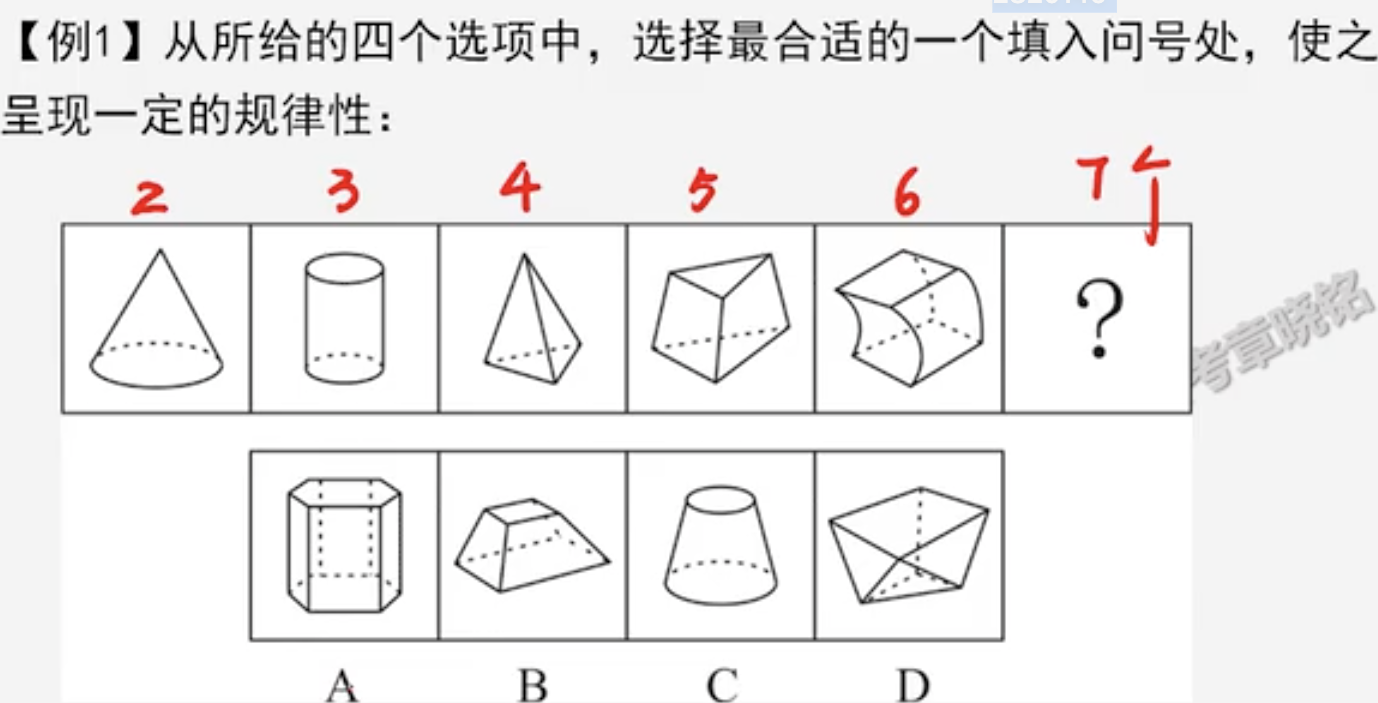 【例1】从所给的四个选项中，选择最合适的一个填入问号处，使之
呈现一定的规律性：
2 3 4 5 6 7个
?
考章晓铭
A B C D